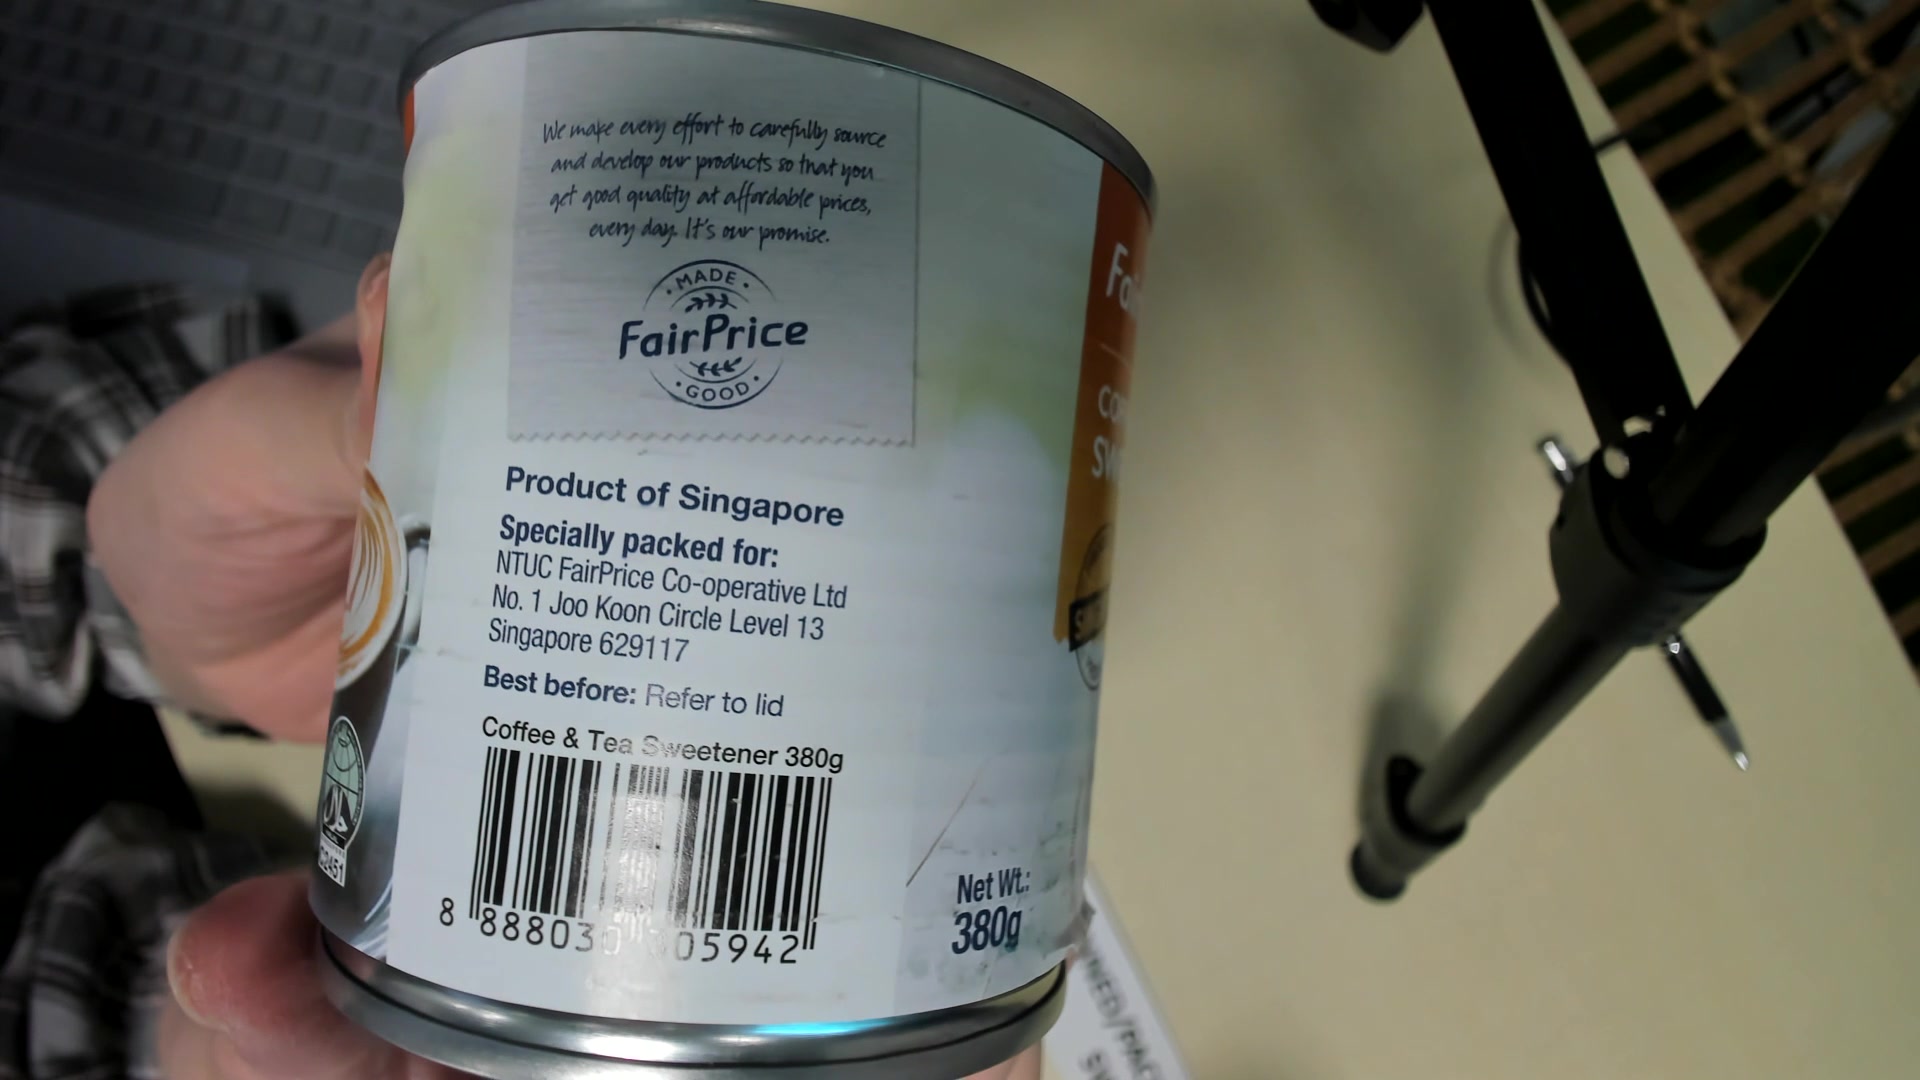 We make every effort to carefully source
and develop our products so that you
get good quality at affordable prices,
every day. It's our promise.
MADE
FairPrice
GOOD
Product of Singapore
Specially packed for:
NTUC FairPrice Co-operative Ltd
No. 1 Joo Koon Circle Level 13
Singapore 629117
Best before: Refer to lid
Coffee & Tea Sweetener 380g
8 88803 05942
Net Wt.:
380g